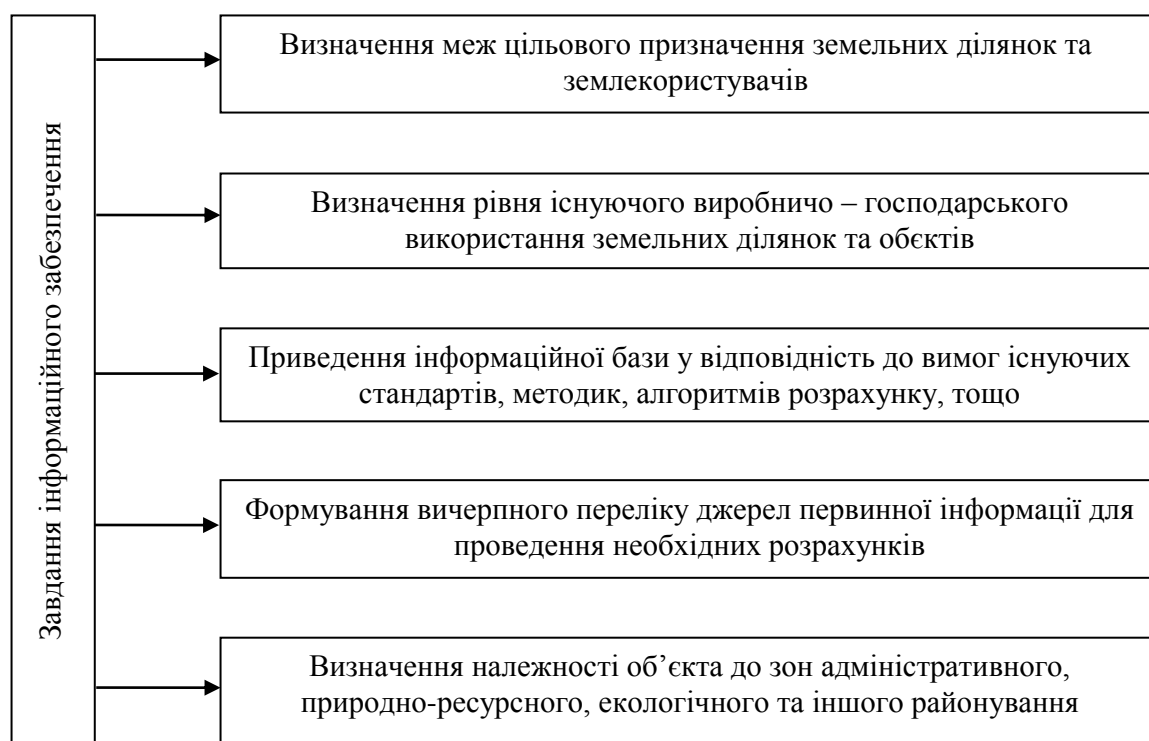 Завдання інформаційного забезпечення
Визначення меж цільового призначення земельних ділянок та
землекористувачів
Визначення рівня існуючого виробничо – господарського
використання земельних ділянок та обєктів
Приведення інформаційної бази у відповідність до вимог існуючих
стандартів, методик, алгоритмів розрахунку, тощо
Формування вичерпного переліку джерел первинної інформації для
проведення необхідних розрахунків
Визначення належності об’єкта до зон адміністративного,
природно-ресурсного, екологічного та іншого районування